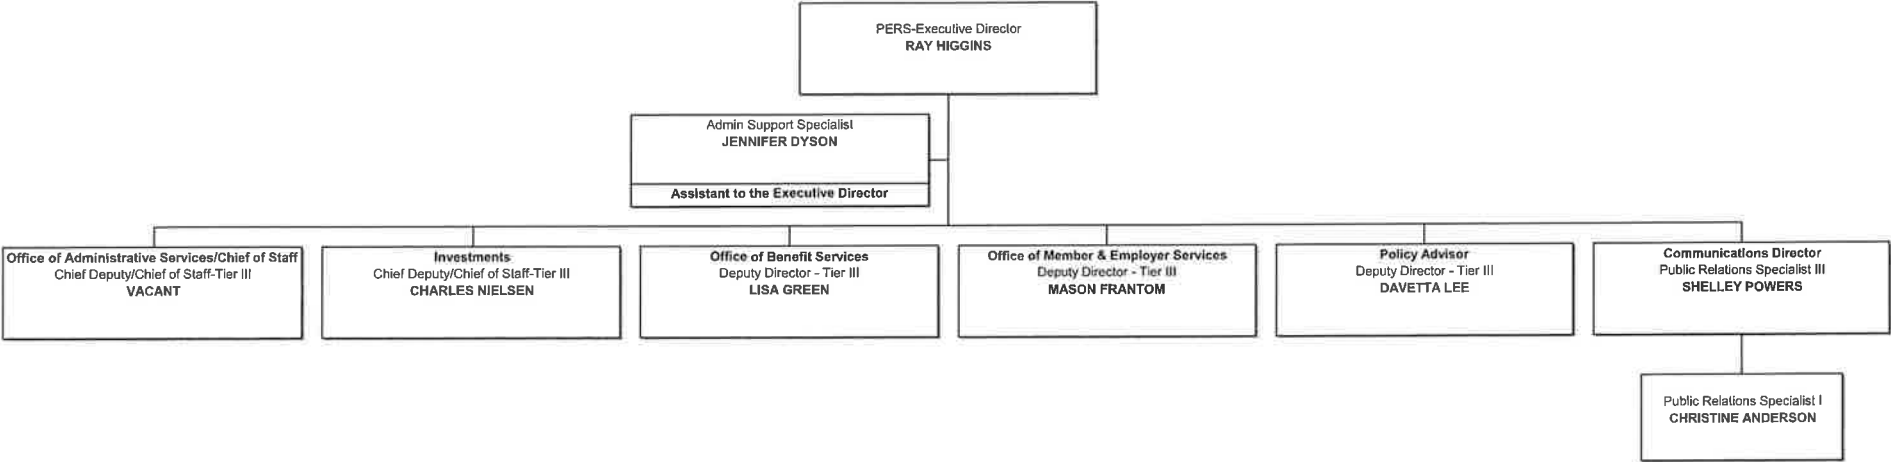 PERS-Executive Director
RAY HIGGINS
Admin Support Specialist
JENNIFER DYSON
Assistant to the Executive Director
Office of Administrative Services/Chief of Staff
Chief Deputy/Chief of Staff-Tier III
VACANT
Investments
Chief Deputy/Chief of Staff-Tier III
CHARLES NIELSEN
Office of Benefit Services
Deputy Director - Tier III
LISA GREEN
Office of Member & Employer Services
Deputy Director - Tier III
MASON FRANTOM
Policy Advisor
Deputy Director - Tier III
DAVETTA LEE
Communications Director
Public Relations Specialist III
SHELLEY POWERS
Public Relations Specialist I
CHRISTINE ANDERSON